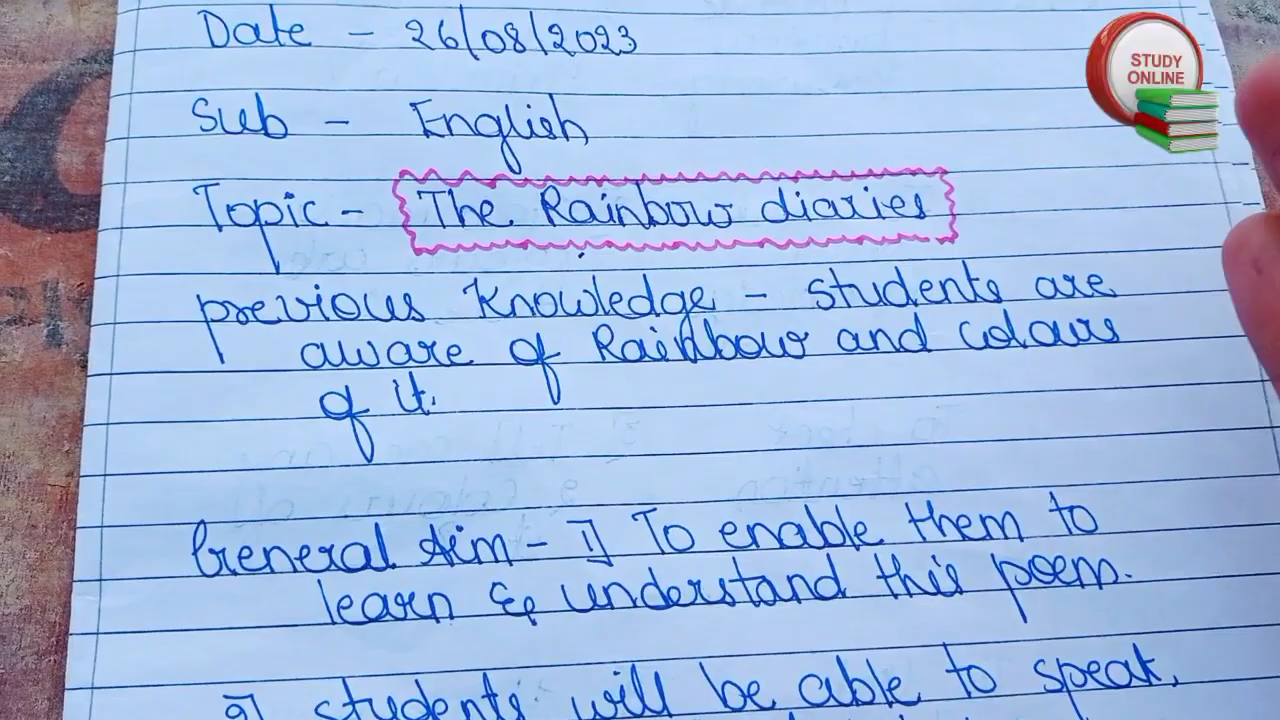 Date - 26/08/2023
STUDY
ONLINE
Sub - English
Topic - The Rainbow diaries
previous Knowledge - students are
aware of Rainbow and colours
of it.
General Aim - 1] To enable them to
learn & understand this poem.
2] students will be able to speak,